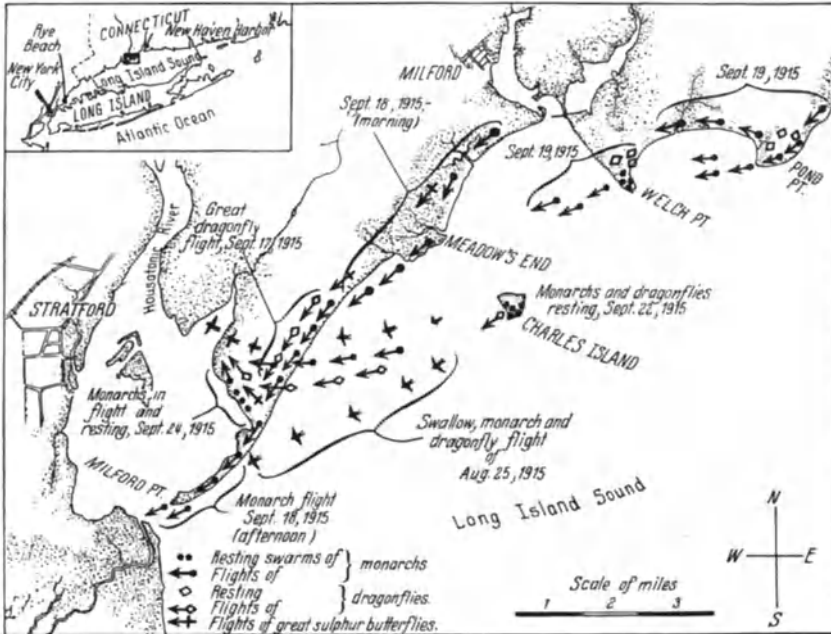 CONNECTICUT
Rye
Beach
New Haven Harbor
New York
City
Long Island Sound
LONG ISLAND
Atlantic Ocean
MILFORD
Sept. 18, 1915,-
(morning)
Sept. 19, 1915
Sept. 19, 1915
POND
PT.
WELCH PT.
Great
dragonfly
flight, Sept. 17, 1915
Housatonic River
MEADOW'S END
STRATFORD
Monarchs and dragonflies
resting, Sept. 22, 1915
CHARLES ISLAND
Monarchs in
flight and
resting, Sept. 24, 1915
Swallow, monarch and
dragonfly flight
of
Aug. 25, 1915
MILFORD PT.
Monarch flight
Sept. 18, 1915
(afternoon)
Long Island Sound
N
W E
S
Resting swarms of
Flights of
} monarchs
Resting
Flights of
} dragonflies.
Flights of great sulphur butterflies.
Scale of miles
1 2 3